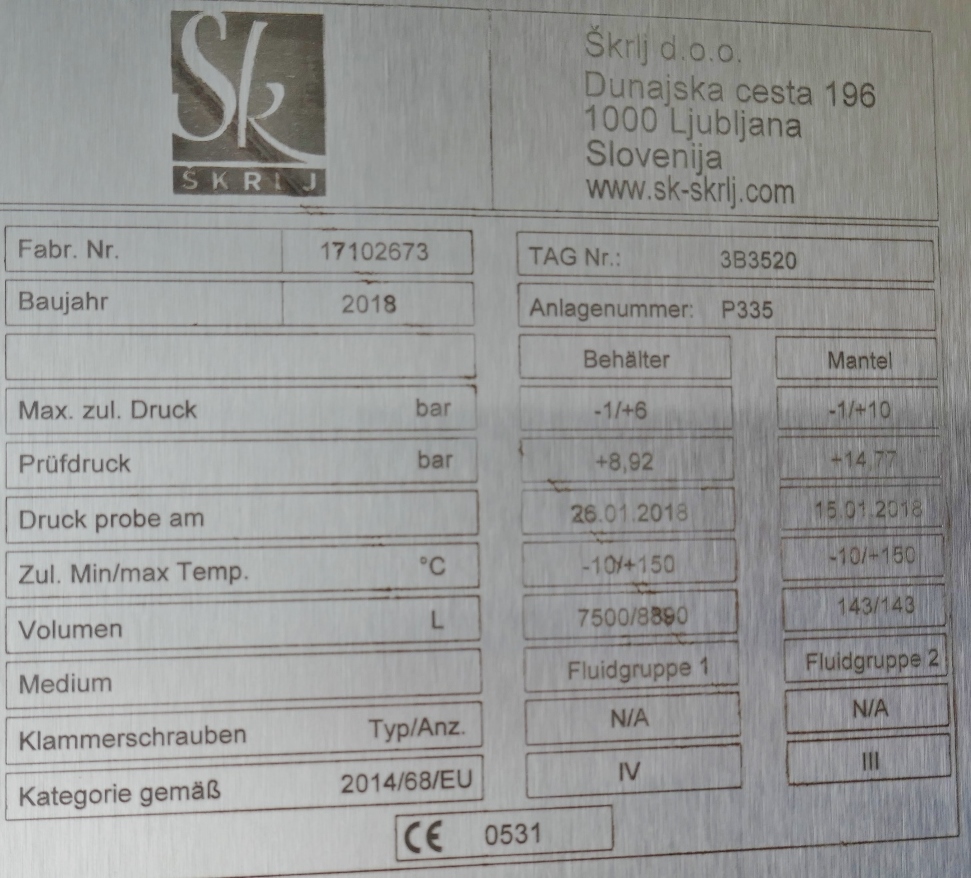 Sk
ŠKRLJ
Škrlj d.o.o.
Dunajska cesta 196
1000 Ljubljana
Slovenija
www.sk-skrlj.com
Fabr. Nr. 17102673 TAG Nr.: 3B3520
Baujahr 2018 Anlagenummer: P335
Behälter Mantel
Max. zul. Druck bar -1/+6 -1/+10
Prüfdruck bar +8,92 +14,77
Druck probe am 26.01.2018 15.01.2018
Zul. Min/max Temp. °C -10/+150 -10/+150
Volumen L 7500/8390 143/143
Medium Fluidgruppe 1 Fluidgruppe 2
Klammerschrauben Typ/Anz. N/A N/A
Kategorie gemäß 2014/68/EU IV III
CE 0531